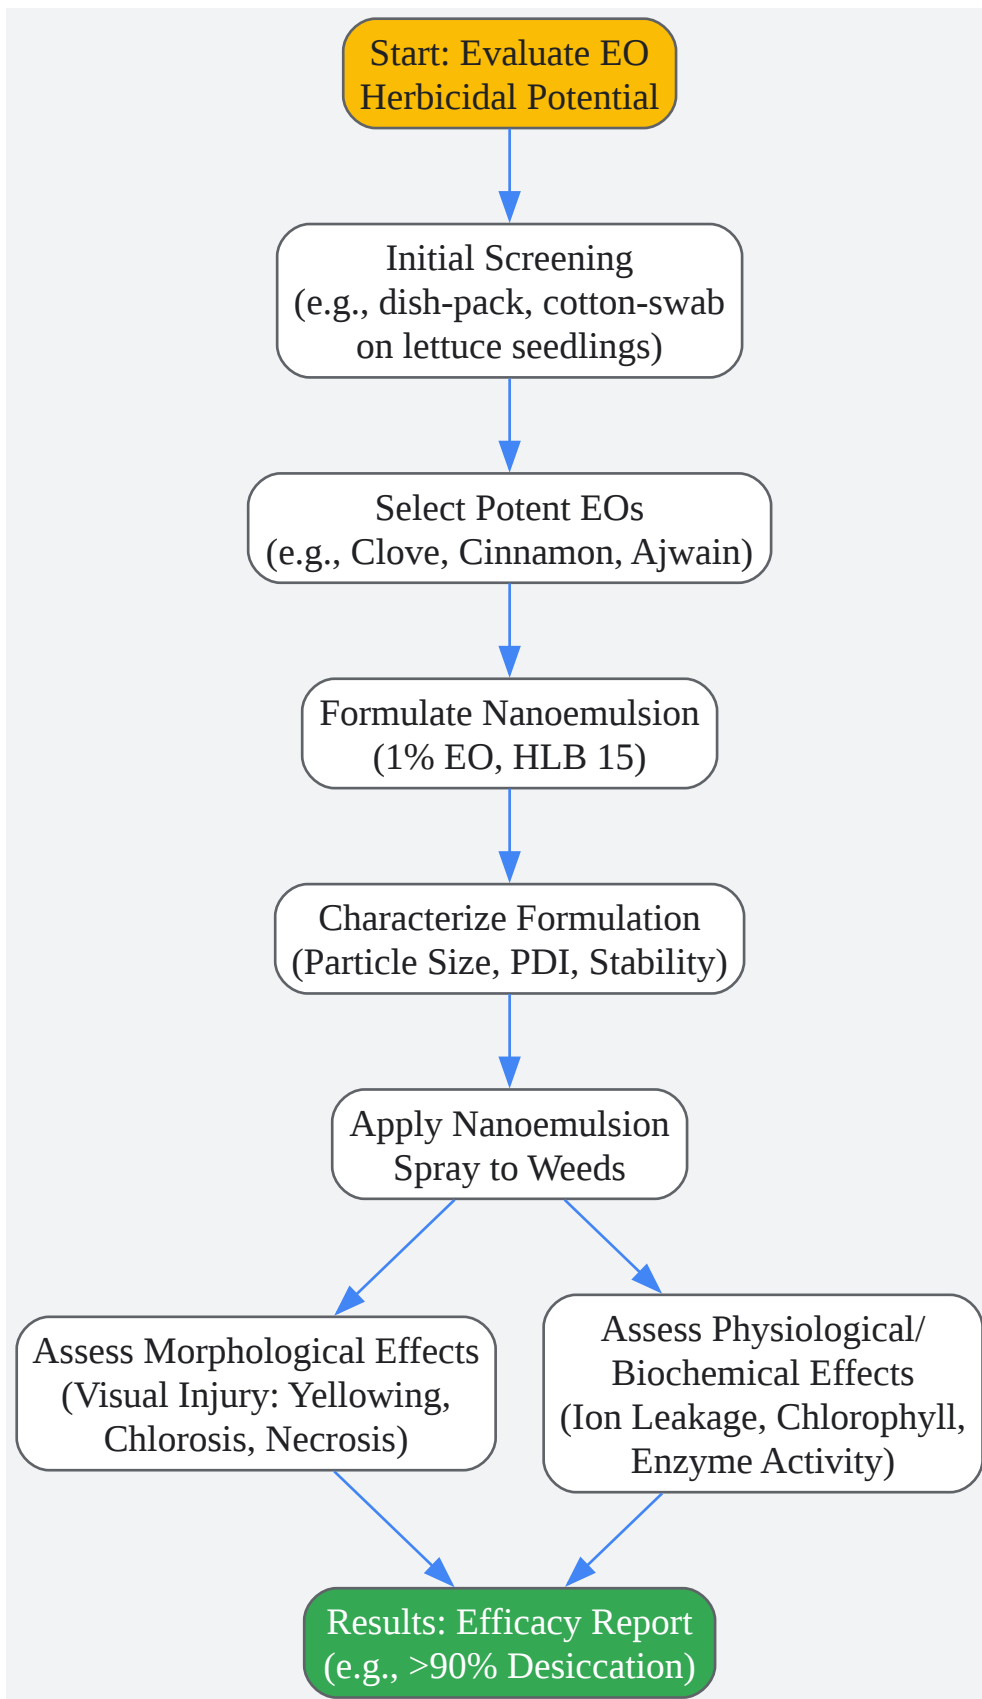 Start: Evaluate EO
Herbicidal Potential
Initial Screening
(e.g., dish-pack, cotton-swab
on lettuce seedlings)
Select Potent EOs
(e.g., Clove, Cinnamon, Ajwain)
Formulate Nanoemulsion
(1% EO, HLB 15)
Characterize Formulation
(Particle Size, PDI, Stability)
Apply Nanoemulsion
Spray to Weeds
Assess Morphological Effects
(Visual Injury: Yellowing,
Chlorosis, Necrosis)
Assess Physiological/
Biochemical Effects
(Ion Leakage, Chlorophyll,
Enzyme Activity)
Results: Efficacy Report
(e.g., >90% Desiccation)